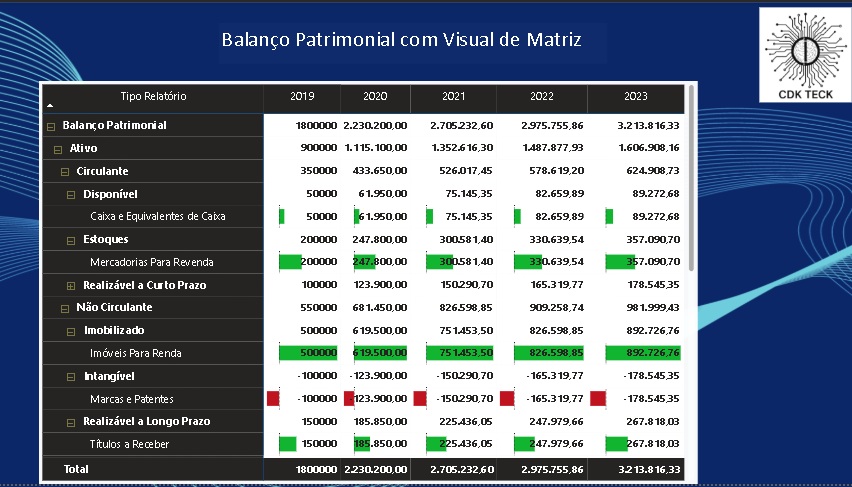 Balanço Patrimonial com Visual de Matriz
CDK TECK
Tipo Relatório 2019 2020 2021 2022 2023
Balanço Patrimonial 1800000 2.230.200,00 2.705.232,60 2.975.755,86 3.213.816,33
Ativo 900000 1.115.100,00 1.352.616,30 1.487.877,93 1.606.908,16
Circulante 350000 433.650,00 526.017,45 578.619,20 624.908,73
Disponível 50000 61.950,00 75.145,35 82.659,89 89.272,68
Caixa e Equivalentes de Caixa 50000 61.950,00 75.145,35 82.659,89 89.272,68
Estoques 200000 247.800,00 300.581,40 330.639,54 357.090,70
Mercadorias Para Revenda 200000 247.800,00 300.581,40 330.639,54 357.090,70
Realizável a Curto Prazo 100000 123.900,00 150.290,70 165.319,77 178.545,35
Não Circulante 550000 681.450,00 826.598,85 909.258,74 981.999,43
Imobilizado 500000 619.500,00 751.453,50 826.598,85 892.726,76
Imóveis Para Renda 500000 619.500,00 751.453,50 826.598,85 892.726,76
Intangível -100000 -123.900,00 -150.290,70 -165.319,77 -178.545,35
Marcas e Patentes -100000 -123.900,00 -150.290,70 -165.319,77 -178.545,35
Realizável a Longo Prazo 150000 185.850,00 225.436,05 247.979,66 267.818,03
Títulos a Receber 150000 185.850,00 225.436,05 247.979,66 267.818,03
Total 1800000 2.230.200,00 2.705.232,60 2.975.755,86 3.213.816,33